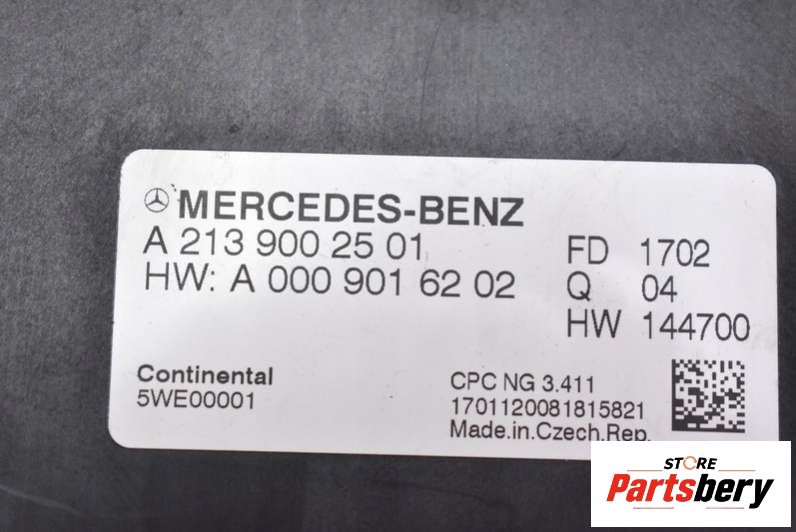 MERCEDES-BENZ
A 213 900 25 01
HW: A 000 901 62 02
FD 1702
Q 04
HW 144700
Continental
5WE00001
CPC NG 3.411
1701120081815821
Made.in.Czech.Rep.
STORE
Partsbery